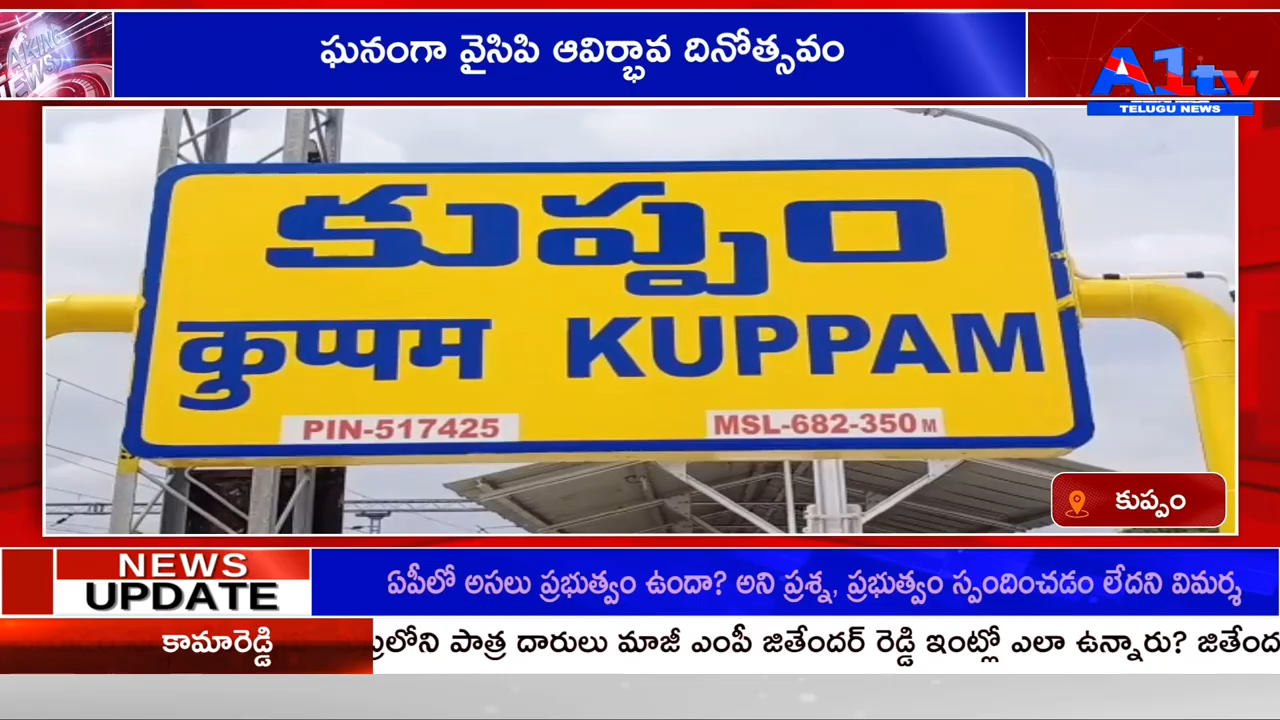 ఘనంగా వైసిపి ఆవిర్భావ దినోత్సవం
A1tv
TELUGU NEWS
కుప్పం
कुप्पम KUPPAM
PIN-517425 MSL-682-350 M
కుప్పం
NEWS
UPDATE
ఏపీలో అసలు ప్రభుత్వం ఉందా? అని ప్రశ్న, ప్రభుత్వం స్పందించడం లేదని విమర్శ
కామారెడ్డి
పాత్ర దారులు మాజీ ఎంపీ జితేందర్ రెడ్డి ఇంట్లో ఎలా ఉన్నారు?